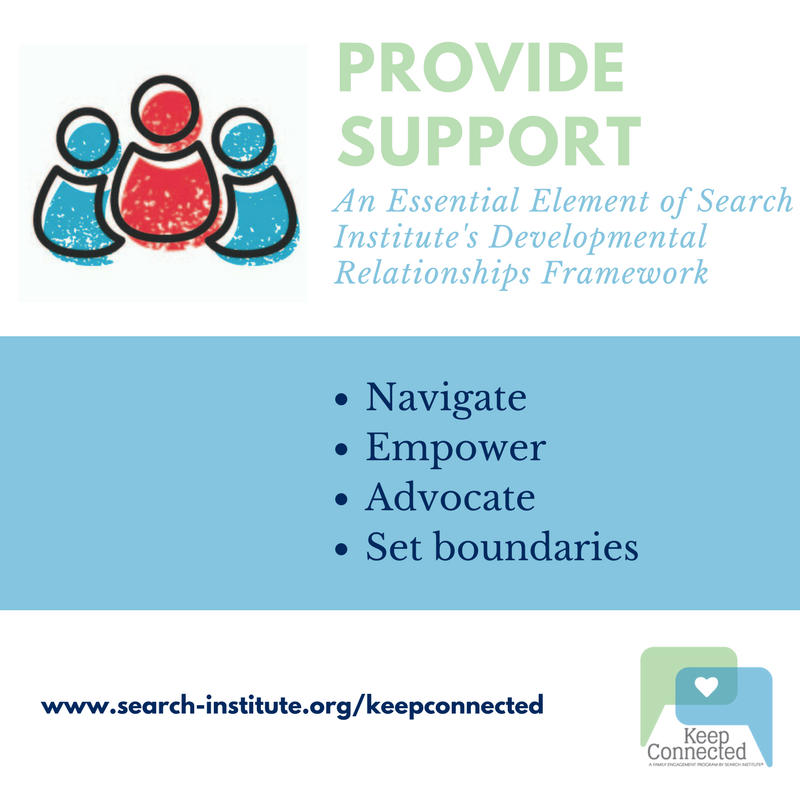 PROVIDE
SUPPORT
An Essential Element of Search
Institute's Developmental
Relationships Framework
• Navigate
• Empower
• Advocate
• Set boundaries
www.search-institute.org/keepconnected
Keep
Connected
A FAMILY ENGAGEMENT PROGRAM BY SEARCH INSTITUTE®